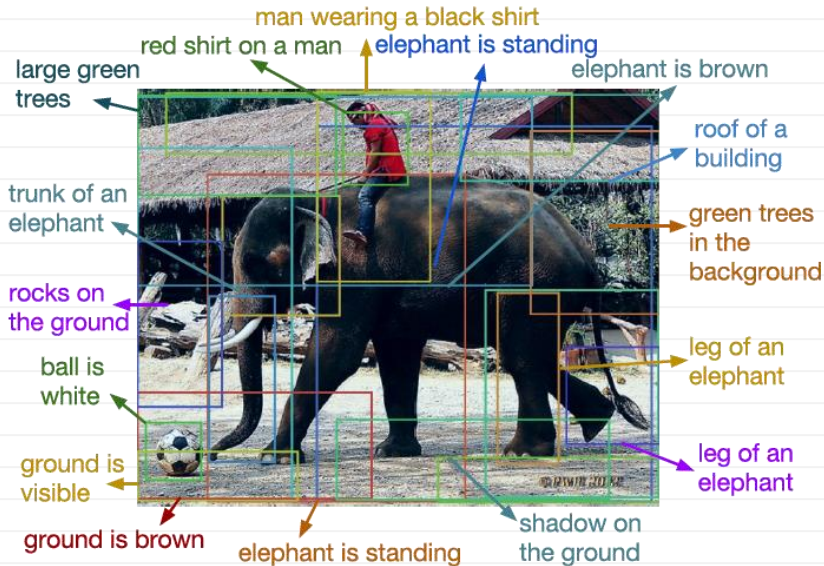 man wearing a black shirt
red shirt on a man
elephant is standing
large green
trees
elephant is brown
roof of a
building
trunk of an
elephant
green trees
in the
background
rocks on
the ground
ball is
white
leg of an
elephant
ground is
visible
leg of an
elephant
ground is brown
elephant is standing
shadow on
the ground